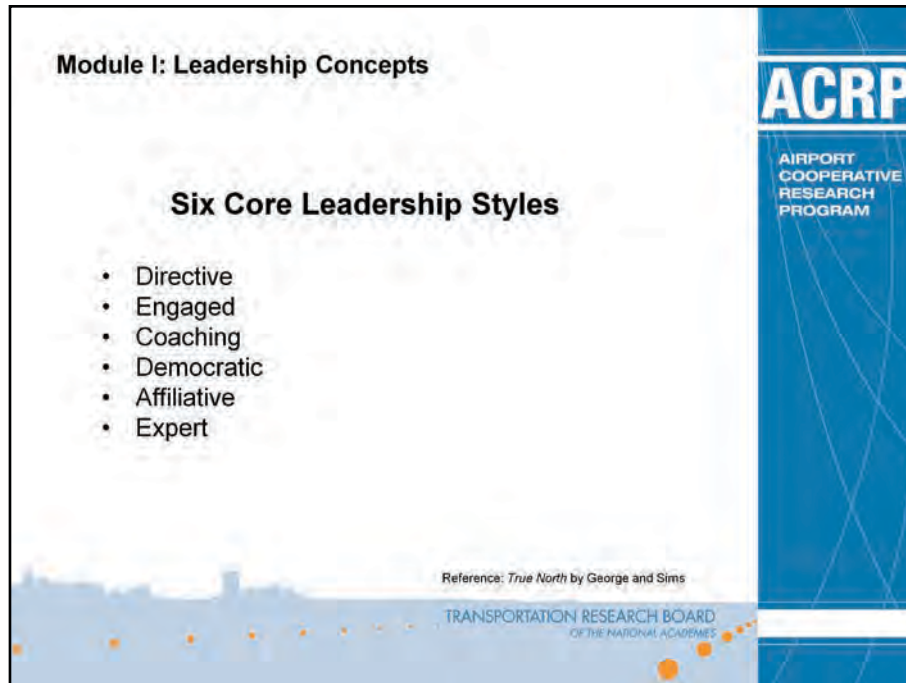 Module I: Leadership Concepts
ACRP
AIRPORT
COOPERATIVE
RESEARCH
PROGRAM
Six Core Leadership Styles
• Directive
• Engaged
• Coaching
• Democratic
• Affiliative
• Expert
Reference: True North by George and Sims
TRANSPORTATION RESEARCH BOARD
OF THE NATIONAL ACADEMIES